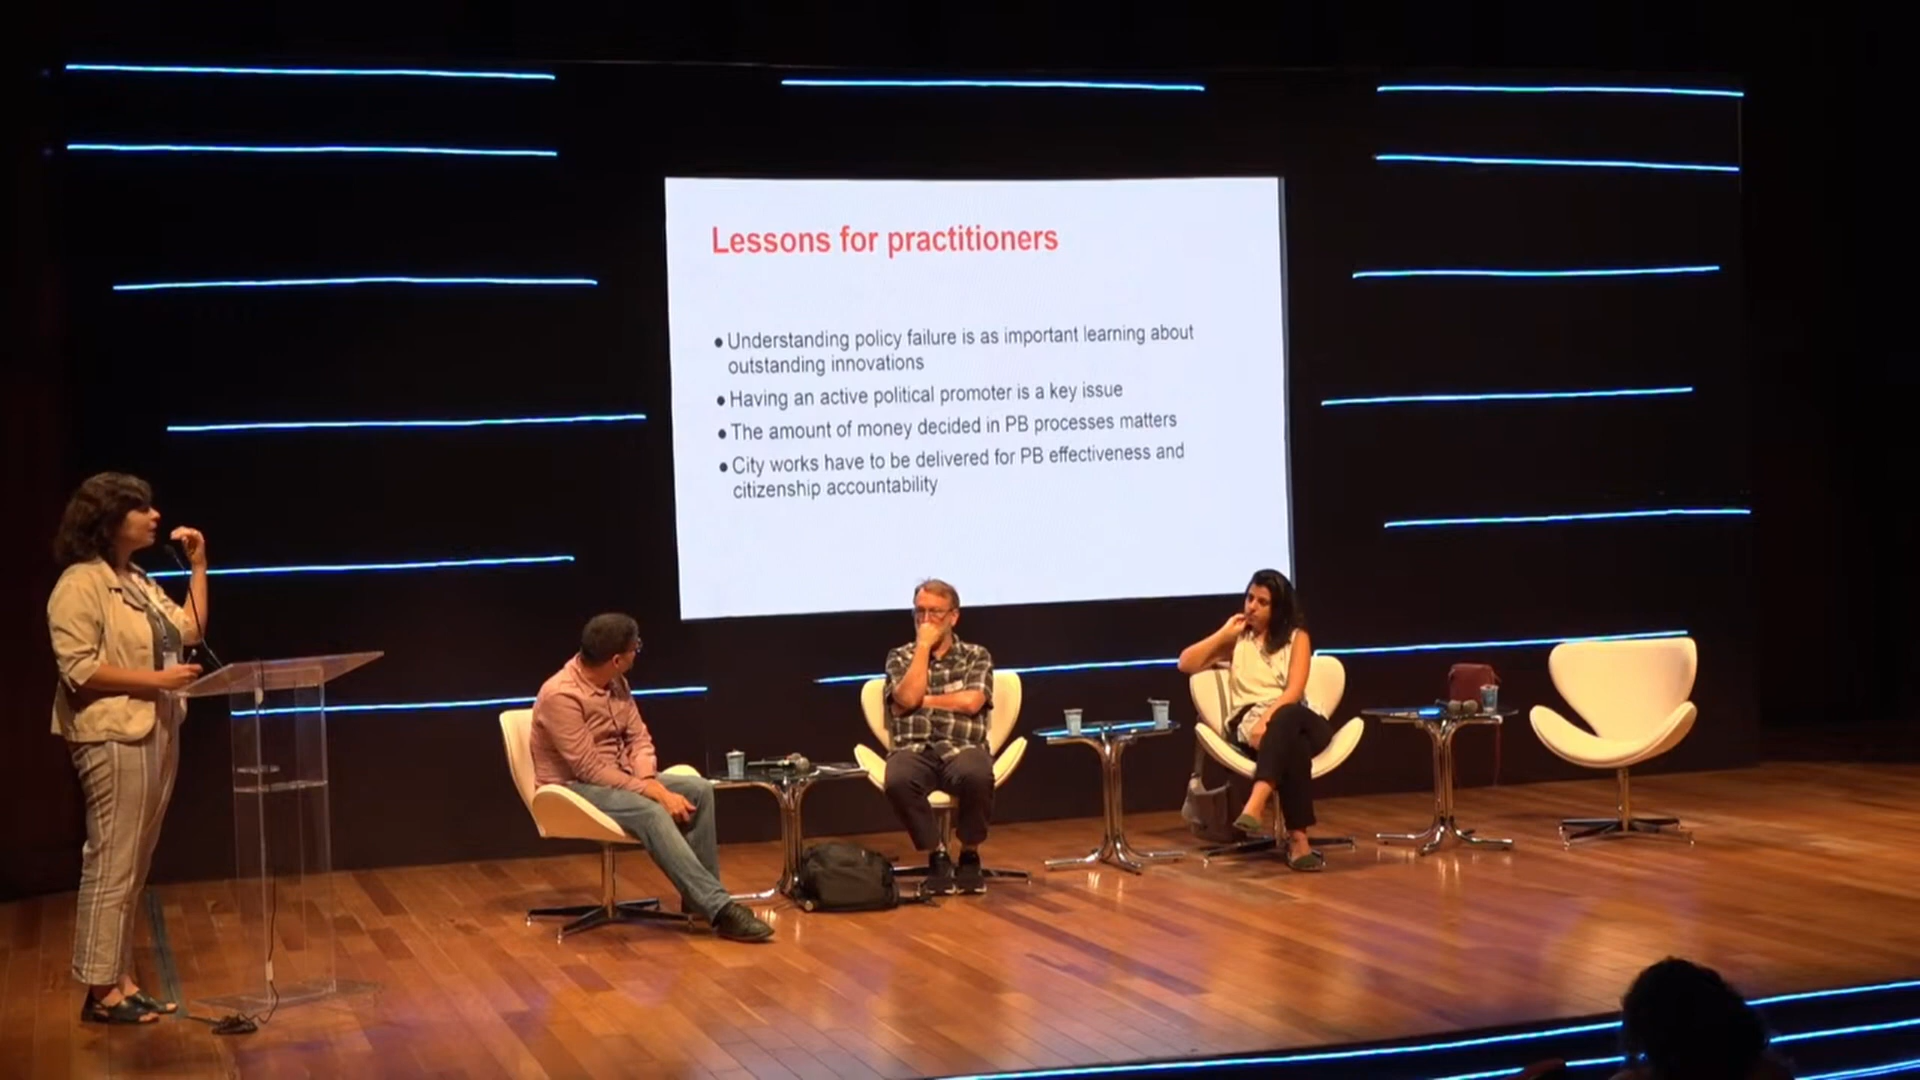 Lessons for practitioners
● Understanding policy failure is as important learning about
outstanding innovations
● Having an active political promoter is a key issue
● The amount of money decided in PB processes matters
● City works have to be delivered for PB effectiveness and
citizenship accountability